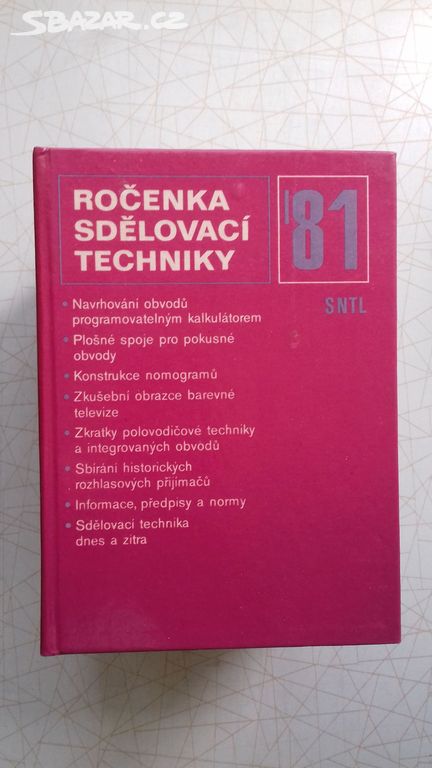 SBAZAR.CZ
ROČENKA
SDĚLOVACÍ
TECHNIKY
'81
SNTL
• Navrhování obvodů
programovatelným kalkulátorem
• Plošné spoje pro pokusné
obvody
• Konstrukce nomogramů
• Zkušební obrazce barevné
televize
• Zkratky polovodičové techniky
a integrovaných obvodů
• Sbírání historických
rozhlasových přijímačů
• Informace, předpisy a normy
• Sdělovací technika
dnes a zítra